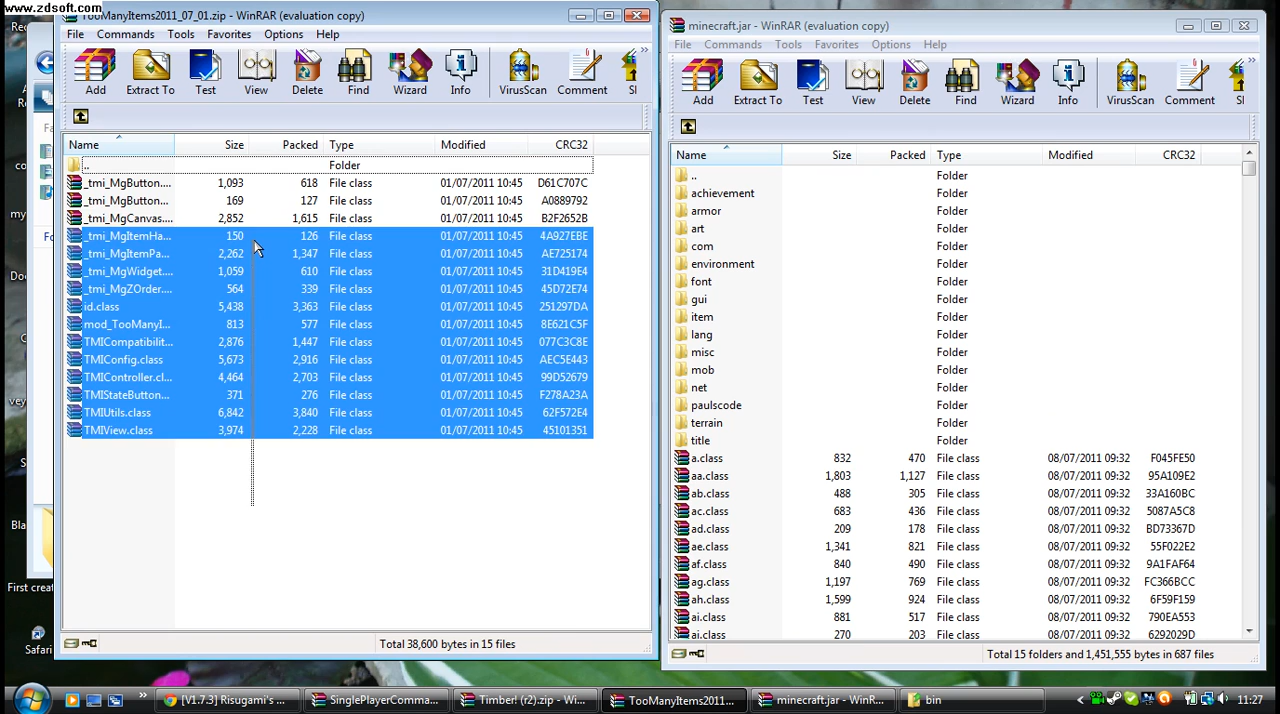 www.zdsoft.com
TooManyItems2011_07_01.zip - WinRAR (evaluation copy)
File Commands Tools Favorites Options Help
Add Extract To Test View Delete Find Wizard Info VirusScan Comment SI
Name Size Packed Type Modified CRC32
.. Folder
_tmi_MgButton.... 1,093 618 File class 01/07/2011 10:45 D61C707C
_tmi_MgButton... 169 127 File class 01/07/2011 10:45 A0889792
_tmi_MgCanvas.... 2,852 1,615 File class 01/07/2011 10:45 B2F2652B
_tmi_MgItemHa... 150 126 File class 01/07/2011 10:45 4A927EBE
_tmi_MgItemPa... 2,262 1,347 File class 01/07/2011 10:45 AE725174
_tmi_MgWidget.... 1,059 610 File class 01/07/2011 10:45 31D419E4
_tmi_MgZOrder.... 564 339 File class 01/07/2011 10:45 45D72E74
id.class 5,438 3,363 File class 01/07/2011 10:45 251297DA
mod_TooManyI... 813 577 File class 01/07/2011 10:45 8E621C5F
TMICompatibilit... 2,876 1,447 File class 01/07/2011 10:45 077C3C8E
TMIConfig.class 5,673 2,916 File class 01/07/2011 10:45 AEC5E443
TMIController.cl... 4,464 2,703 File class 01/07/2011 10:45 99D52679
TMIStateButton... 371 276 File class 01/07/2011 10:45 F278A23A
TMIUtils.class 6,842 3,840 File class 01/07/2011 10:45 62F572E4
TMIView.class 3,974 2,228 File class 01/07/2011 10:45 45101351
Total 38,600 bytes in 15 files
minecraft.jar - WinRAR (evaluation copy)
File Commands Tools Favorites Options Help
Add Extract To Test View Delete Find Wizard Info VirusScan Comment SI
Name Size Packed Type Modified CRC32
.. Folder
achievement Folder
armor Folder
art Folder
com Folder
environment Folder
font Folder
gui Folder
item Folder
lang Folder
misc Folder
mob Folder
net Folder
paulscode Folder
terrain Folder
title Folder
a.class 832 470 File class 08/07/2011 09:32 F045FE50
aa.class 1,803 1,127 File class 08/07/2011 09:32 95A109E2
ab.class 488 305 File class 08/07/2011 09:32 33A160BC
ac.class 683 436 File class 08/07/2011 09:32 5087A5C8
ad.class 209 178 File class 08/07/2011 09:32 BD73367D
ae.class 1,341 821 File class 08/07/2011 09:32 55F022E2
af.class 840 490 File class 08/07/2011 09:32 9A1FAF64
ag.class 1,197 769 File class 08/07/2011 09:32 FC366BCC
ah.class 1,599 924 File class 08/07/2011 09:32 6F59F159
ai.class 881 517 File class 08/07/2011 09:32 790EA553
aj.class 270 203 File class 08/07/2011 09:32 6292029D
Total 15 folders and 1,451,555 bytes in 687 files
First creat
Safari
[V1.7.3] Risugami's ... SinglePlayerComma... Timber! (r2).zip - Wi... TooManyItems2011... minecraft.jar - WinR... bin 11:27